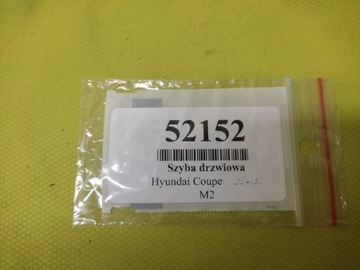 52152
Szyba drzwiowa
Hyundai Coupe ../.. - ../..
M2